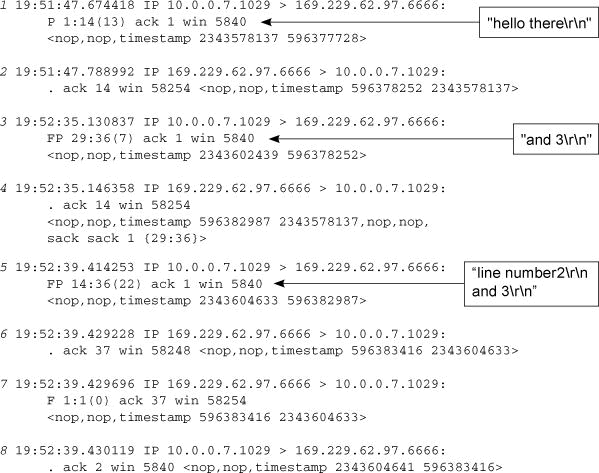 1 19:51:47.674418 IP 10.0.0.7.1029 > 169.229.62.97.6666:
P 1:14(13) ack 1 win 5840
<nop,nop,timestamp 2343578137 596377728>
"hello there\r\n"
2 19:51:47.788992 IP 169.229.62.97.6666 > 10.0.0.7.1029:
. ack 14 win 58254 <nop,nop,timestamp 596378252 2343578137>
3 19:52:35.130837 IP 10.0.0.7.1029 > 169.229.62.97.6666:
FP 29:36(7) ack 1 win 5840
<nop,nop,timestamp 2343602439 596378252>
"and 3\r\n"
4 19:52:35.146358 IP 169.229.62.97.6666 > 10.0.0.7.1029:
. ack 14 win 58254
<nop,nop,timestamp 596382987 2343578137,nop,nop,
sack sack 1 {29:36}>
5 19:52:39.414253 IP 10.0.0.7.1029 > 169.229.62.97.6666:
FP 14:36(22) ack 1 win 5840
<nop,nop,timestamp 2343604633 596382987>
“line number2\r\n
and 3\r\n”
6 19:52:39.429228 IP 169.229.62.97.6666 > 10.0.0.7.1029:
. ack 37 win 58248 <nop,nop,timestamp 596383416 2343604633>
7 19:52:39.429696 IP 169.229.62.97.6666 > 10.0.0.7.1029:
F 1:1(0) ack 37 win 58254
<nop,nop,timestamp 596383416 2343604633>
8 19:52:39.430119 IP 10.0.0.7.1029 > 169.229.62.97.6666:
. ack 2 win 5840 <nop,nop,timestamp 2343604641 596383416>